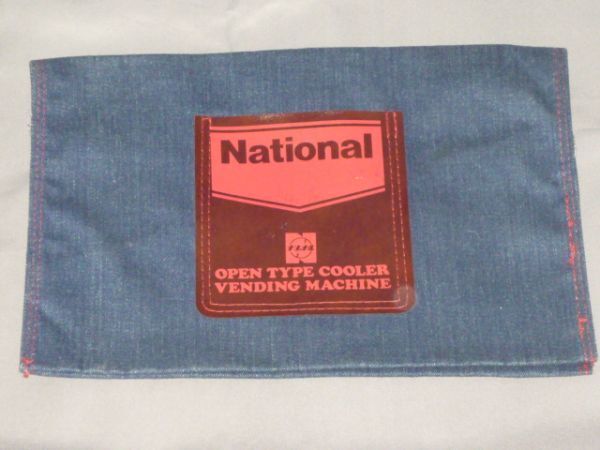 National
OPEN TYPE COOLER
VENDING MACHINE